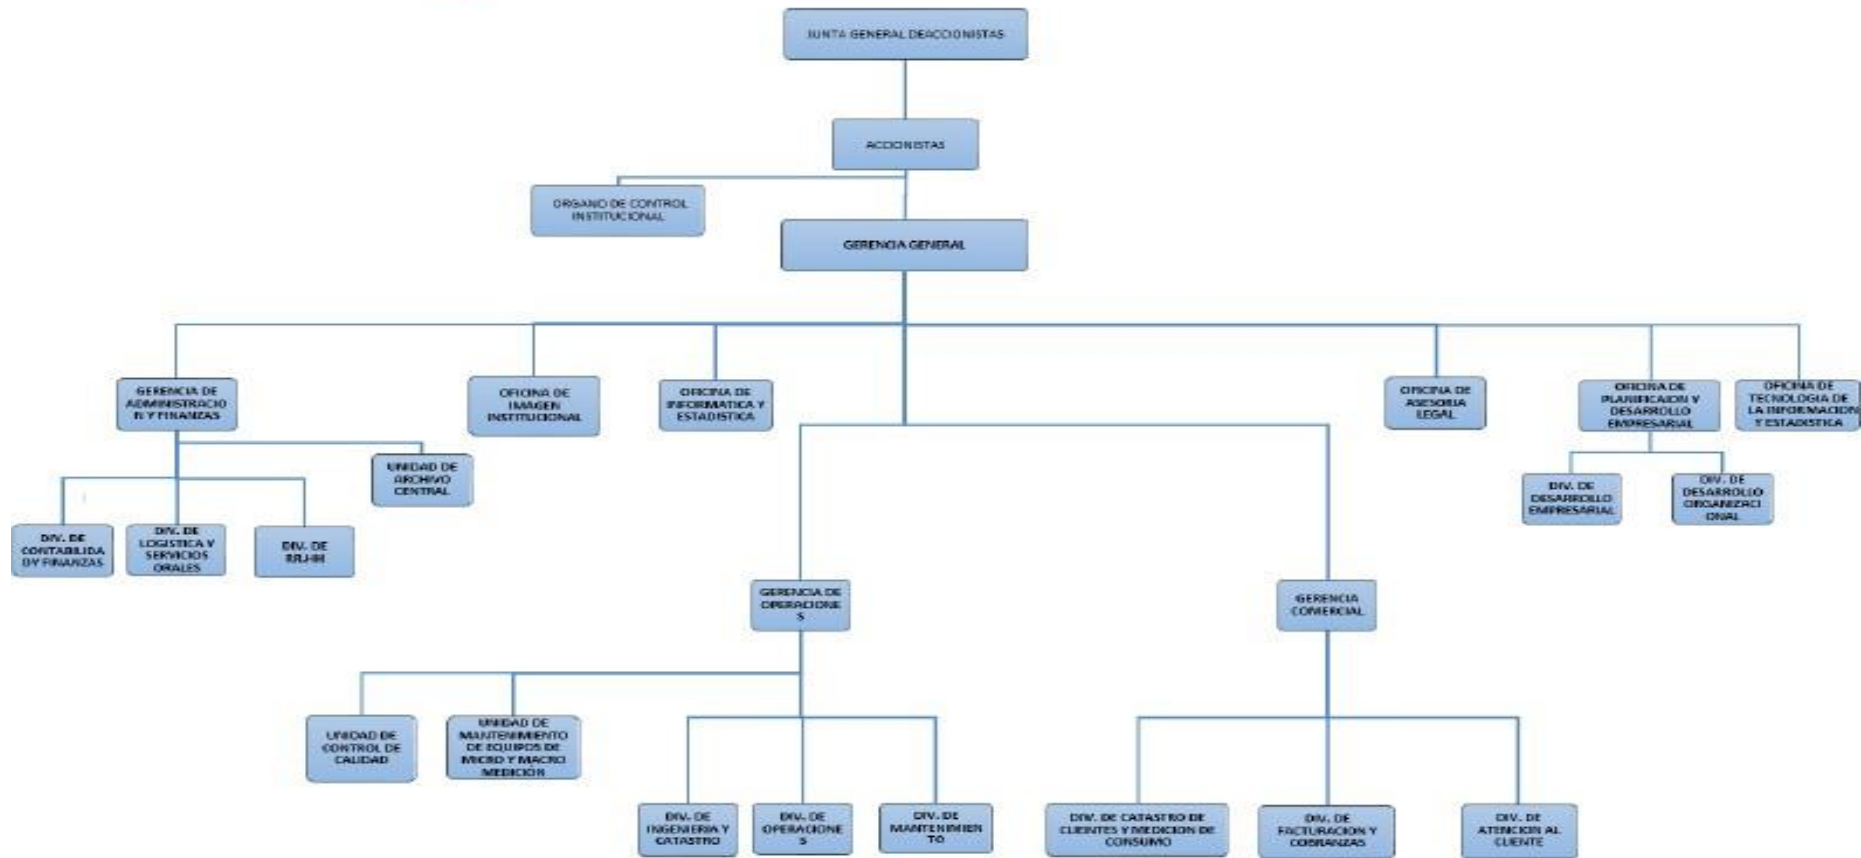 JUNTA GENERAL DEACCIONISTAS
ACCIONISTAS
ORGANO DE CONTROL
INSTITUCIONAL
GERENCIA GENERAL
GERENCIA DE
ADMINISTRACIO
N Y FINANZAS
OFICINA DE
IMAGEN
INSTITUCIONAL
OFICINA DE
INFORMATICA Y
ESTADISTICA
OFICINA DE
ASESORIA
LEGAL
OFICINA DE
PLANIFICAION Y
DESARROLLO
EMPRESARIAL
OFICINA DE
TECNOLOGIA DE
LA INFORMACION
Y ESTADISTICA
UNIDAD DE
ARCHIVO
CENTRAL
DIV. DE
DESARROLLO
EMPRESARIAL
DIV. DE
DESARROLLO
ORGANIZACI
ONAL
DIV. DE
CONTABILIDA
DY FINANZAS
DIV. DE
LOGISTICA Y
SERVICIOS
ORALES
DIV. DE
RR.HH
GERENCIA DE
OPERACIONE
S
GERENCIA
COMERCIAL
UNIDAD DE
CONTROL DE
CALIDAD
UNIDAD DE
MANTENIMIENTO
DE EQUIPOS DE
MICRO Y MACRO
MEDICIÓN
DIV. DE
INGENIERIA Y
CATASTRO
DIV. DE
OPERACIONE
S
DIV. DE
MANTENIMIEN
TO
DIV. DE CATASTRO DE
CLIENTES Y MEDICION DE
CONSUMO
DIV. DE
FACTURACION Y
COBRANZAS
DIV. DE
ATENCION AL
CLIENTE